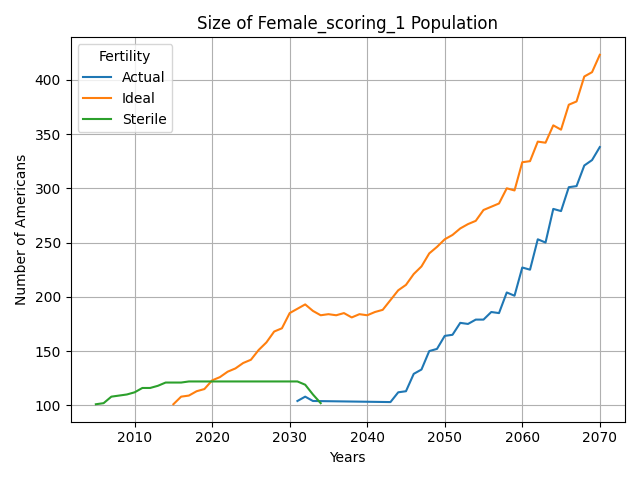 Size of Female_scoring_1 Population
Fertility
Actual
Ideal
Sterile
Number of Americans
400
350
300
250
200
150
100
2010 2020 2030 2040 2050 2060 2070
Years